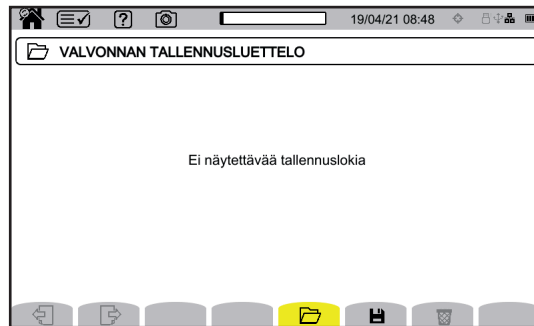 19/04/21 08:48
VALVONNAN TALLENNUSLUETTELO
Ei näytettävää tallennuslokia